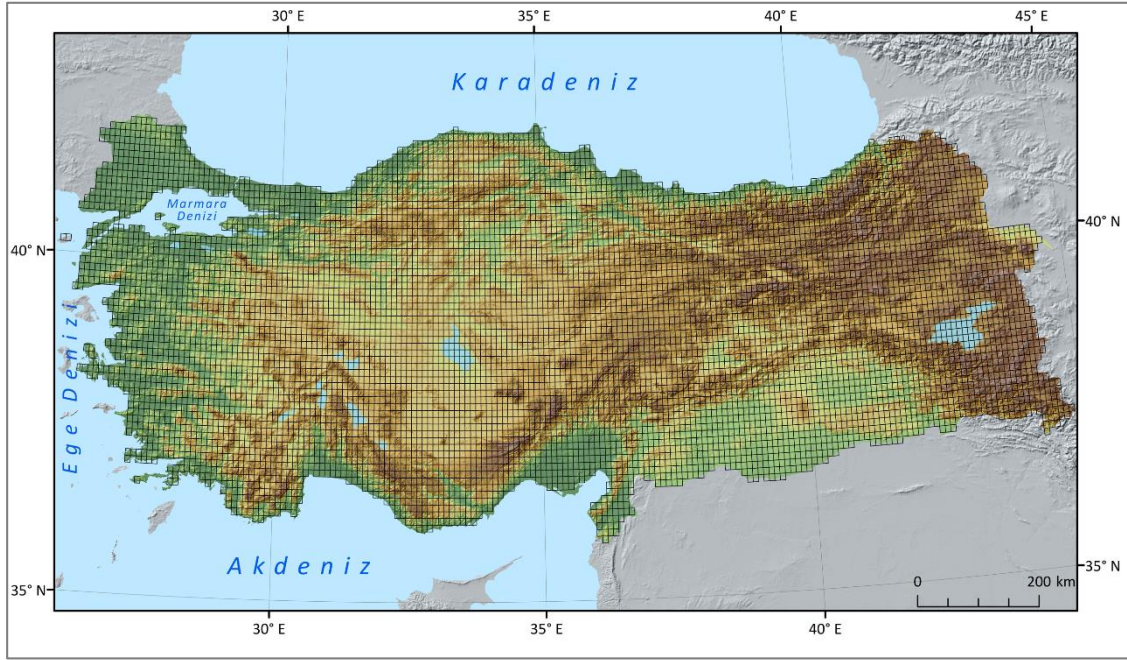 30° E 35° E 40° E 45° E
Karadeniz
Marmara
Denizi
40° N
40° N
Ege Denizi
Akdeniz
0 200 km
35° N
35° N
30° E 35° E 40° E